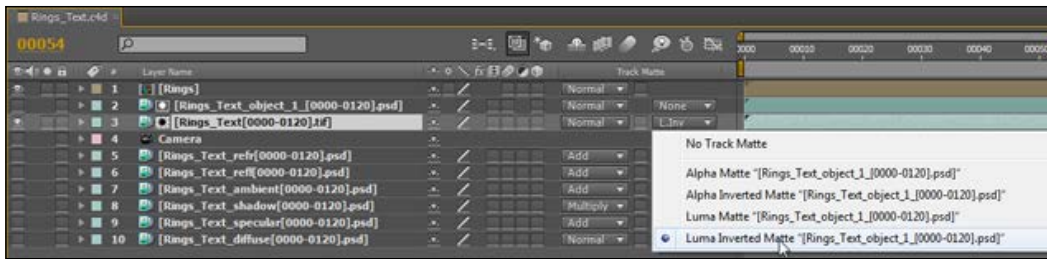 Rings_Text.c4d
00054
0000 00010 00020 00030 00040 0005
# Layer Name Track Matte
1 [Rings] Normal
2 [Rings_Text_object_1_[0000-0120].psd] Normal None
3 [Rings_Text[0000-0120].tif] Normal L.Inv
4 Camera
5 [Rings_Text_refr[0000-0120].psd] Add
6 [Rings_Text_refl[0000-0120].psd] Add
7 [Rings_Text_ambient[0000-0120].psd] Add
8 [Rings_Text_shadow[0000-0120].psd] Multiply
9 [Rings_Text_specular[0000-0120].psd] Add
10 [Rings_Text_diffuse[0000-0120].psd] Normal
No Track Matte
Alpha Matte "[Rings_Text_object_1_[0000-0120].psd]"
Alpha Inverted Matte "[Rings_Text_object_1_[0000-0120].psd]"
Luma Matte "[Rings_Text_object_1_[0000-0120].psd]"
Luma Inverted Matte "[Rings_Text_object_1_[0000-0120].psd]"